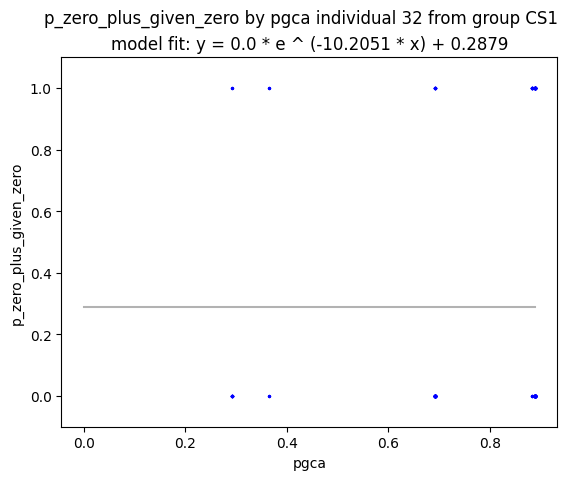 p_zero_plus_given_zero by pgca individual 32 from group CS1
model fit: y = 0.0 * e ^ (-10.2051 * x) + 0.2879
1.0
0.8
0.6
0.4
0.2
0.0
p_zero_plus_given_zero
0.0 0.2 0.4 0.6 0.8
pgca